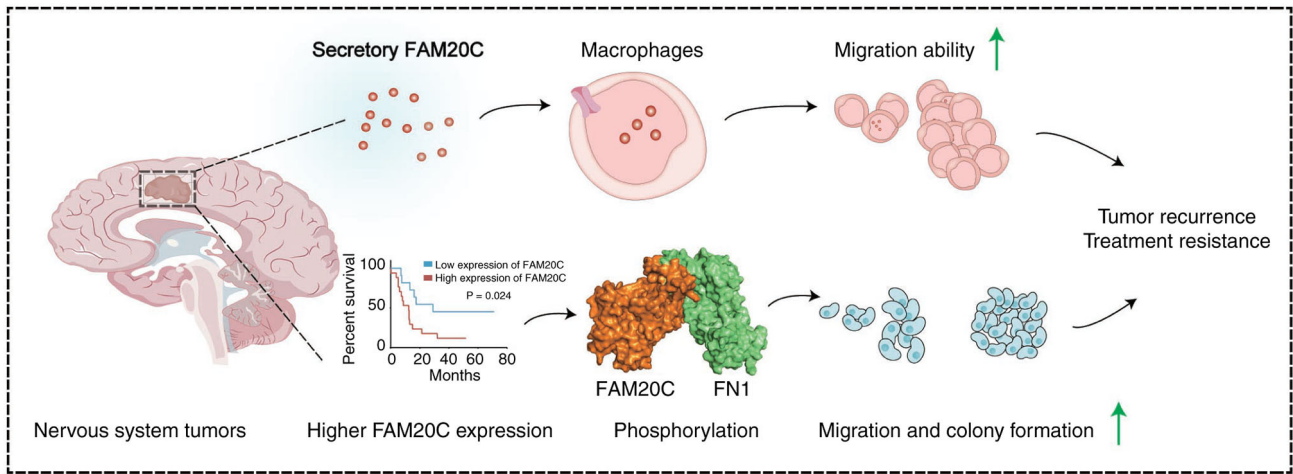 Secretory FAM20C
Macrophages
Migration ability
Tumor recurrence
Treatment resistance
Percent survival
100
50
0
0 20 40 60 80
Months
Low expression of FAM20C
High expression of FAM20C
P = 0.024
FAM20C
FN1
Nervous system tumors
Higher FAM20C expression
Phosphorylation
Migration and colony formation